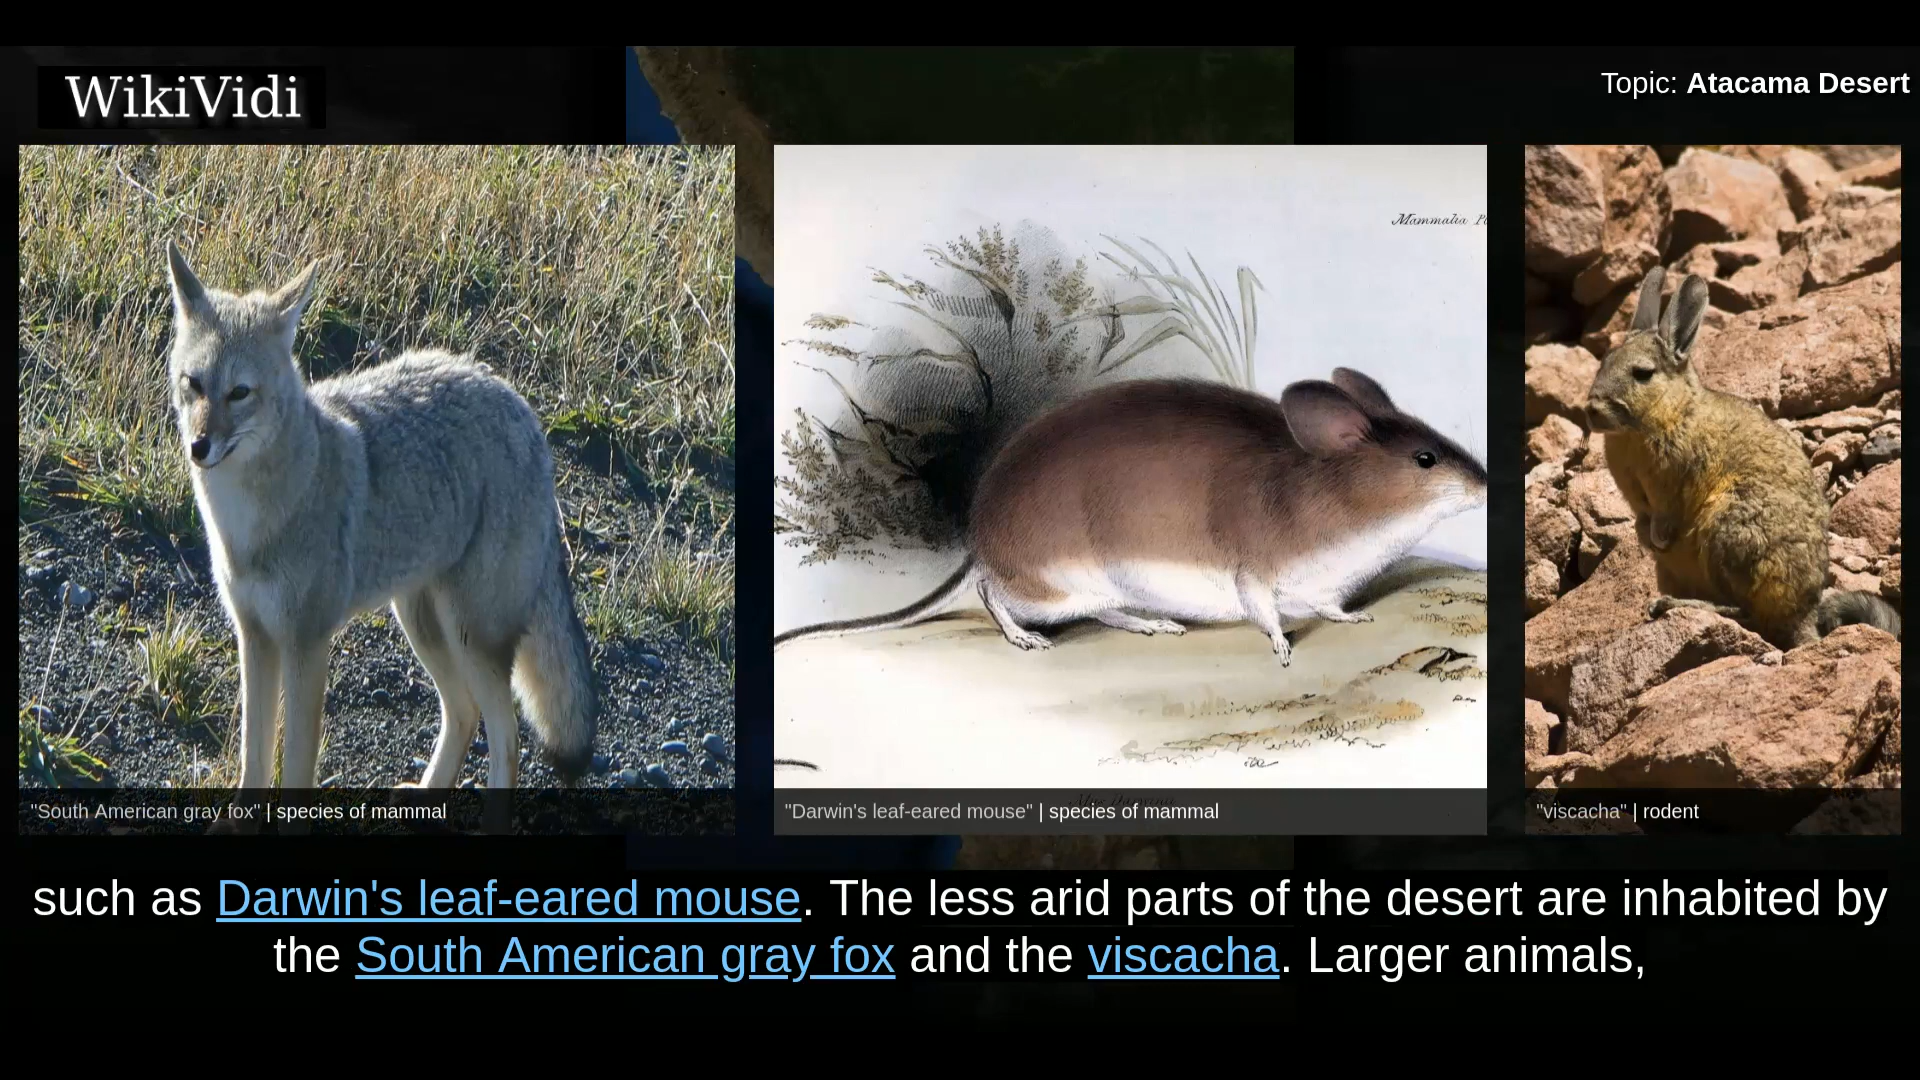 WikiVidi
Topic: Atacama Desert
Mammalia
"South American gray fox" | species of mammal
"Darwin's leaf-eared mouse" | species of mammal
"viscacha" | rodent
such as Darwin's leaf-eared mouse. The less arid parts of the desert are inhabited by
the South American gray fox and the viscacha. Larger animals,